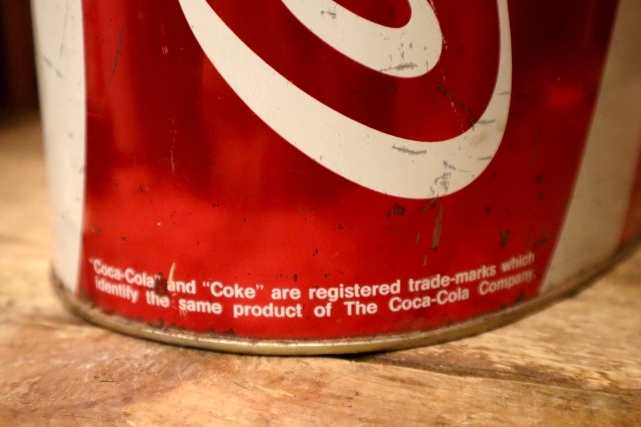 "Coca-Cola" and "Coke" are registered trade-marks which
identify the same product of The Coca-Cola Company.